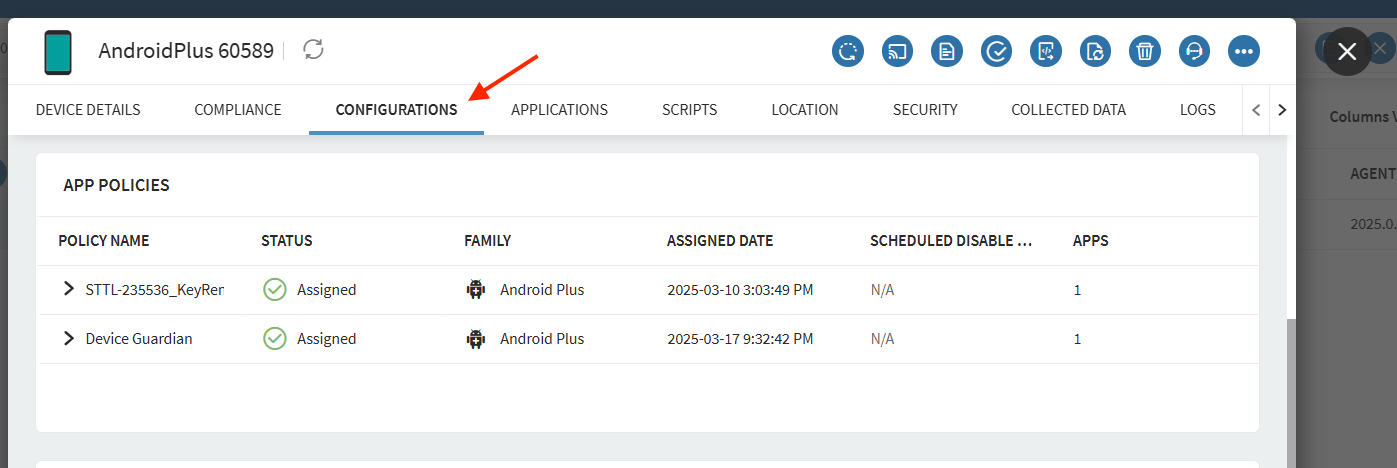 AndroidPlus 60589
DEVICE DETAILS COMPLIANCE CONFIGURATIONS APPLICATIONS SCRIPTS LOCATION SECURITY COLLECTED DATA LOGS
Columns
APP POLICIES
AGENT
POLICY NAME STATUS FAMILY ASSIGNED DATE SCHEDULED DISABLE ... APPS
2025.0.
STTL-235536_KeyRer Assigned Android Plus 2025-03-10 3:03:49 PM N/A 1
Device Guardian Assigned Android Plus 2025-03-17 9:32:42 PM N/A 1